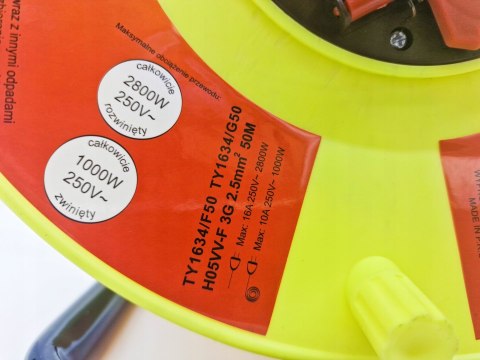 wraz z innymi odpadami
Maksymalne obciążenie przewodu:
całkowicie
2800W
250V~
rozwinięty
całkowicie
1000W
250V~
zwinięty
TY1634/F50 TY1634/G50
H05VV-F 3G 2.5mm² 50M
Max: 16A 250V~ 2800W
Max: 10A 250V~ 1000W
MADE IN